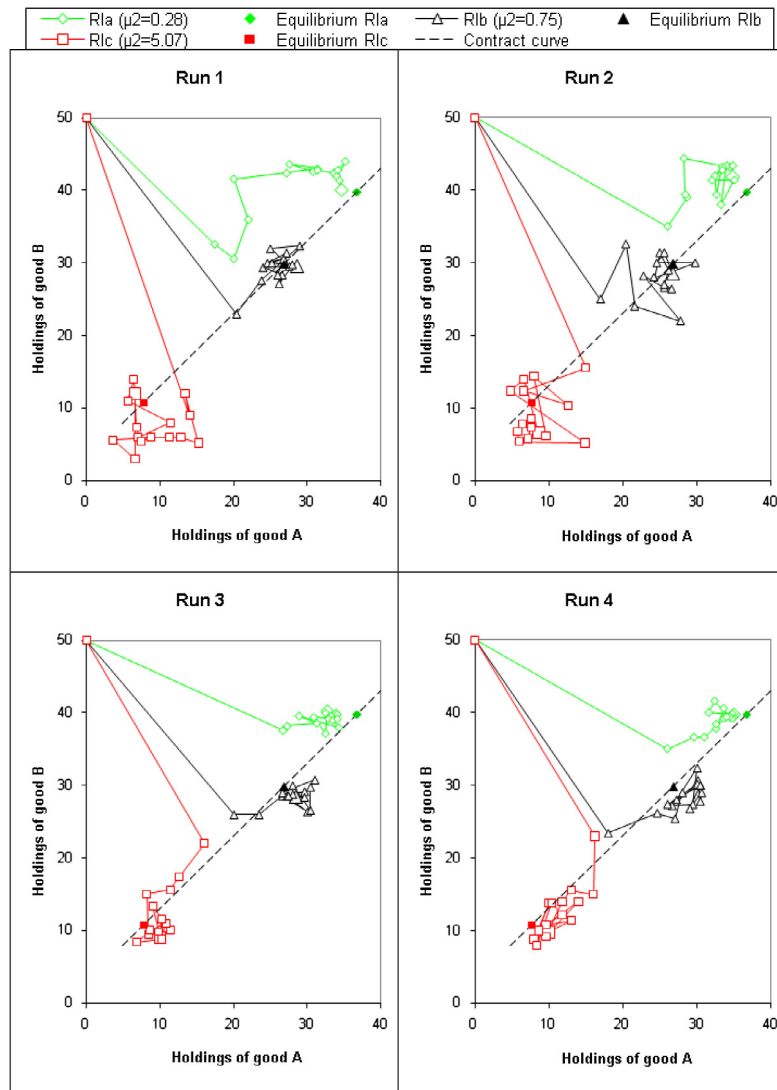 RIa (µ2=0.28) Equilibrium RIa RIb (µ2=0.75) Equilibrium RIb
RIc (µ2=5.07) Equilibrium RIc Contract curve
Run 1
50
40
30
20
10
0
0 10 20 30 40
Holdings of good B
Holdings of good A
Run 2
50
40
30
20
10
0
0 10 20 30 40
Holdings of good B
Holdings of good A
Run 3
50
40
30
20
10
0
0 10 20 30 40
Holdings of good B
Holdings of good A
Run 4
50
40
30
20
10
0
0 10 20 30 40
Holdings of good B
Holdings of good A